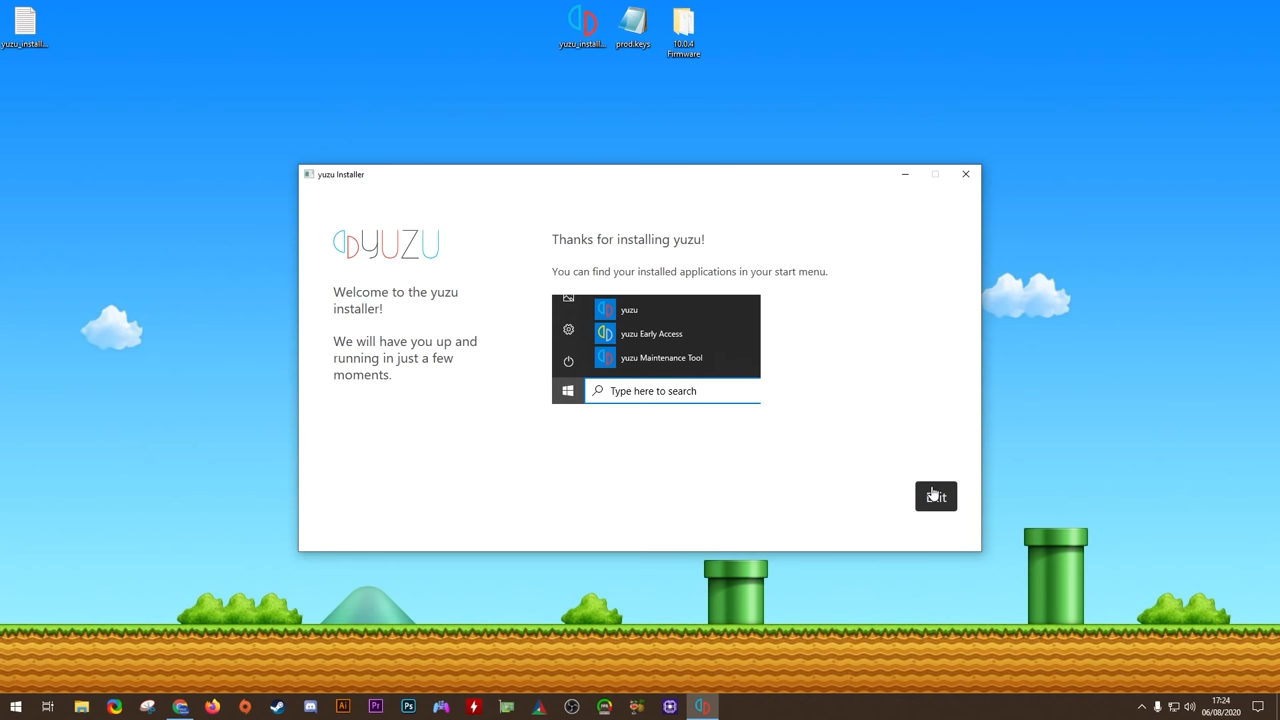 yuzu_install...
yuzu_install...
prod.keys
10.0.4
Firmware
yuzu Installer
YUZU
Welcome to the yuzu
installer!
We will have you up and
running in just a few
moments.
Thanks for installing yuzu!
You can find your installed applications in your start menu.
yuzu
yuzu Early Access
yuzu Maintenance Tool
Type here to search
Ai
Pr
Ps
17:24
06/08/2020